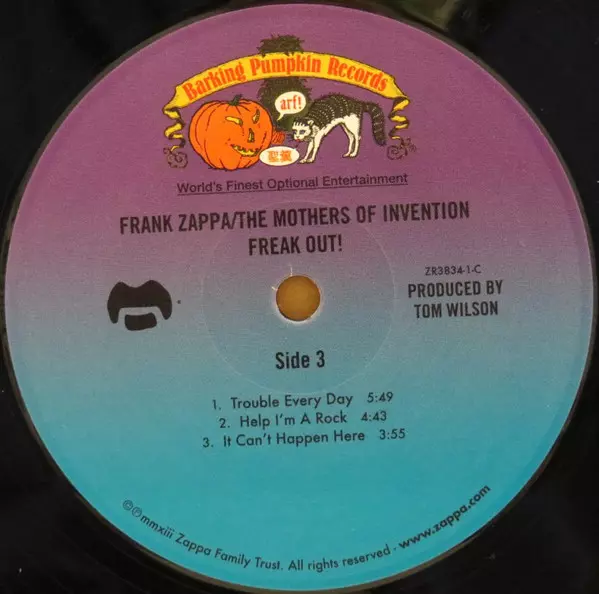 Barking Pumpkin Records
arf!
World's Finest Optional Entertainment
FRANK ZAPPA/THE MOTHERS OF INVENTION
FREAK OUT!
ZR3834-1-C
PRODUCED BY
TOM WILSON
Side 3
1. Trouble Every Day 5:49
2. Help I'm A Rock 4:43
3. It Can't Happen Here 3:55
©℗mmxiii Zappa Family Trust. All rights reserved - www.zappa.com